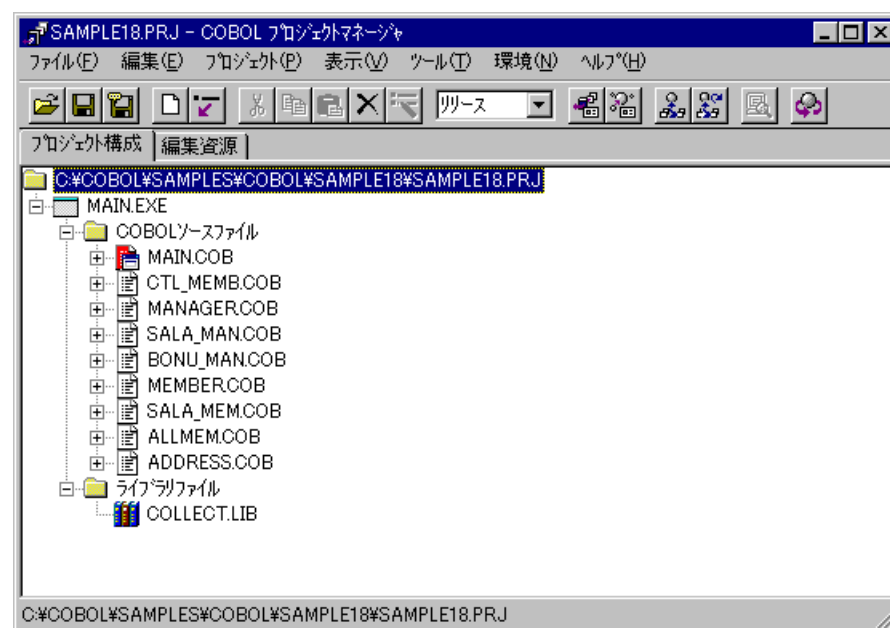 SAMPLE18.PRJ - COBOL ﾌﾟﾛｼﾞｪｸﾄﾏﾈｰｼﾞｬ
ﾌｧｲﾙ(F) 編集(E) ﾌﾟﾛｼﾞｪｸﾄ(P) 表示(V) ﾂｰﾙ(T) 環境(N) ﾍﾙﾌﾟ(H)
ﾘﾘｰｽ
ﾌﾟﾛｼﾞｪｸﾄ構成 編集資源
C:¥COBOL¥SAMPLES¥COBOL¥SAMPLE18¥SAMPLE18.PRJ
MAIN.EXE
COBOLｿｰｽﾌｧｲﾙ
MAIN.COB
CTL_MEMB.COB
MANAGER.COB
SALA_MAN.COB
BONU_MAN.COB
MEMBER.COB
SALA_MEM.COB
ALLMEM.COB
ADDRESS.COB
ﾗｲﾌﾞﾗﾘﾌｧｲﾙ
COLLECT.LIB
C:¥COBOL¥SAMPLES¥COBOL¥SAMPLE18¥SAMPLE18.PRJ